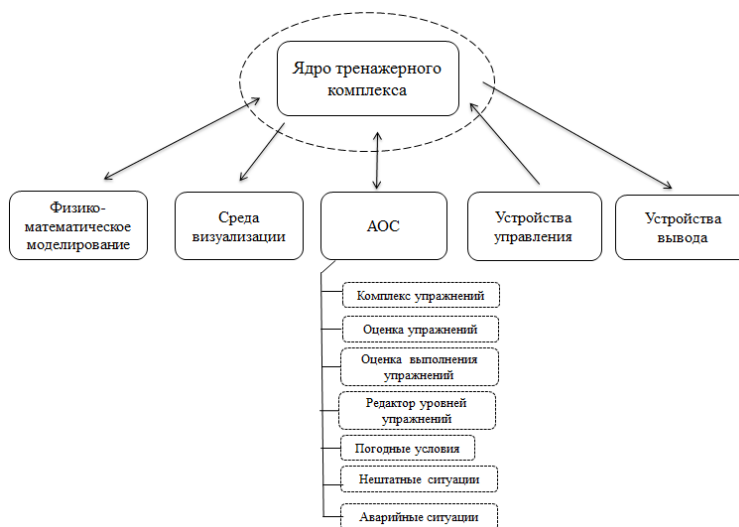 Ядро тренажерного
комплекса
Физико-
математическое
моделирование
Среда
визуализации
АОС
Устройства
управления
Устройства
вывода
Комплекс упражнений
Оценка упражнений
Оценка выполнения
упражнений
Редактор уровней
упражнений
Погодные условия
Нештатные ситуации
Аварийные ситуации